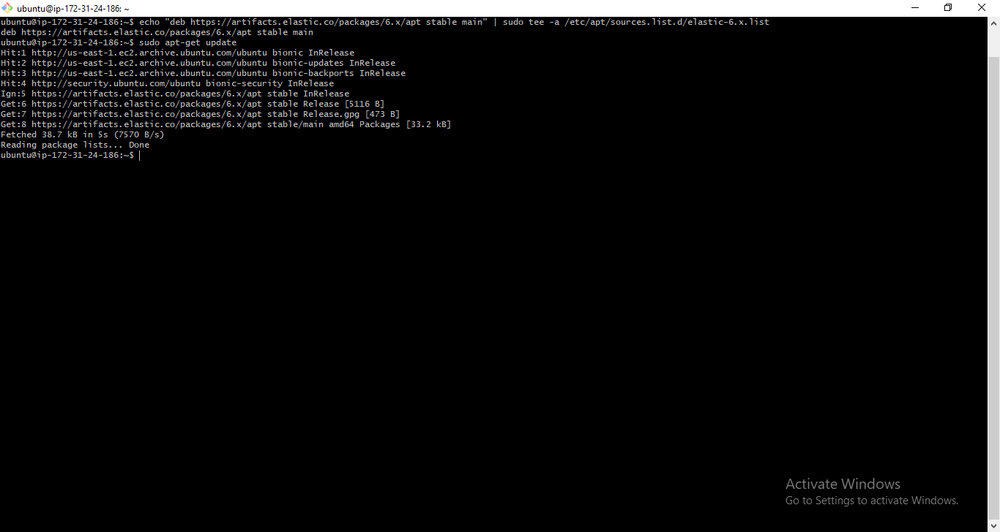 ubuntu@ip-172-31-24-186: ~
ubuntu@ip-172-31-24-186:~$ echo "deb https://artifacts.elastic.co/packages/6.x/apt stable main" | sudo tee -a /etc/apt/sources.list.d/elastic-6.x.list
deb https://artifacts.elastic.co/packages/6.x/apt stable main
ubuntu@ip-172-31-24-186:~$ sudo apt-get update
Hit:1 http://us-east-1.ec2.archive.ubuntu.com/ubuntu bionic InRelease
Hit:2 http://us-east-1.ec2.archive.ubuntu.com/ubuntu bionic-updates InRelease
Hit:3 http://us-east-1.ec2.archive.ubuntu.com/ubuntu bionic-backports InRelease
Hit:4 http://security.ubuntu.com/ubuntu bionic-security InRelease
Ign:5 https://artifacts.elastic.co/packages/6.x/apt stable InRelease
Get:6 https://artifacts.elastic.co/packages/6.x/apt stable Release [5116 B]
Get:7 https://artifacts.elastic.co/packages/6.x/apt stable Release.gpg [473 B]
Get:8 https://artifacts.elastic.co/packages/6.x/apt stable/main amd64 Packages [33.2 kB]
Fetched 38.7 kB in 5s (7570 B/s)
Reading package lists... Done
ubuntu@ip-172-31-24-186:~$
Activate Windows
Go to Settings to activate Windows.